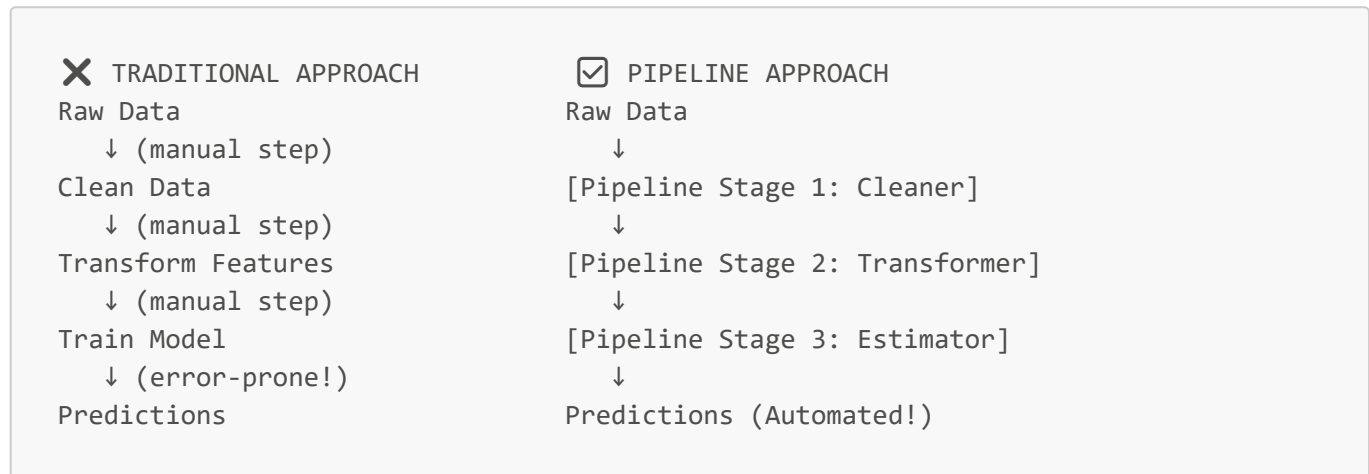 ❌ TRADITIONAL APPROACH          ☑ PIPELINE APPROACH
Raw Data                        Raw Data
   ↓ (manual step)                 ↓
Clean Data                      [Pipeline Stage 1: Cleaner]
   ↓ (manual step)                 ↓
Transform Features              [Pipeline Stage 2: Transformer]
   ↓ (manual step)                 ↓
Train Model                     [Pipeline Stage 3: Estimator]
   ↓ (error-prone!)                ↓
Predictions                     Predictions (Automated!)